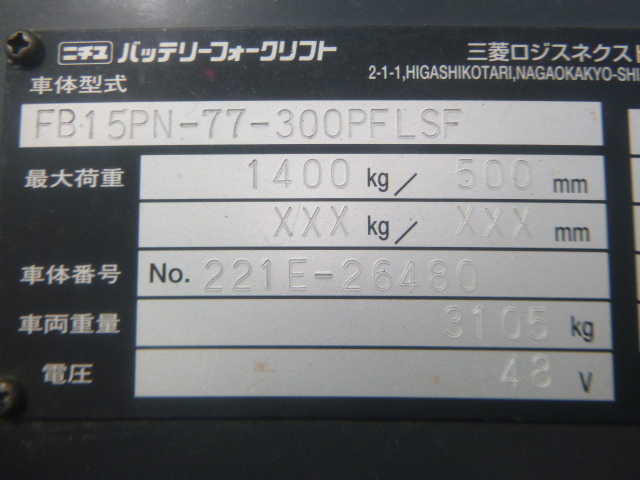 ニチユ バッテリーフォークリフト
三菱ロジスネクスト
2-1-1,HIGASHIKOTARI,NAGAOKAKYO-SHI
車体型式
FB15PN-77-300PFLSF
最大荷重 1400 kg/ 500 mm
XXX kg/ XXX mm
車体番号 No. 221E-26480
車両重量 3105 kg
電圧 48 V